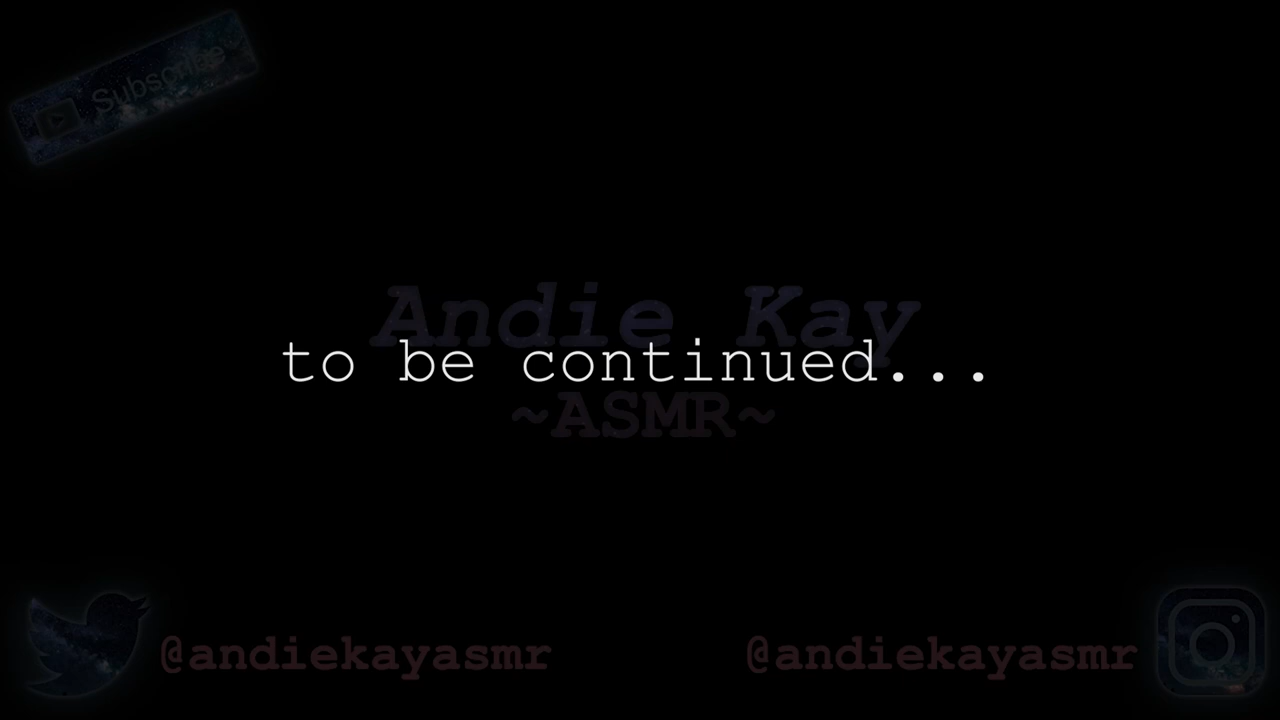 Subscribe
Andie Kay
to be continued...
~ASMR~
@andiekayasmr
@andiekayasmr